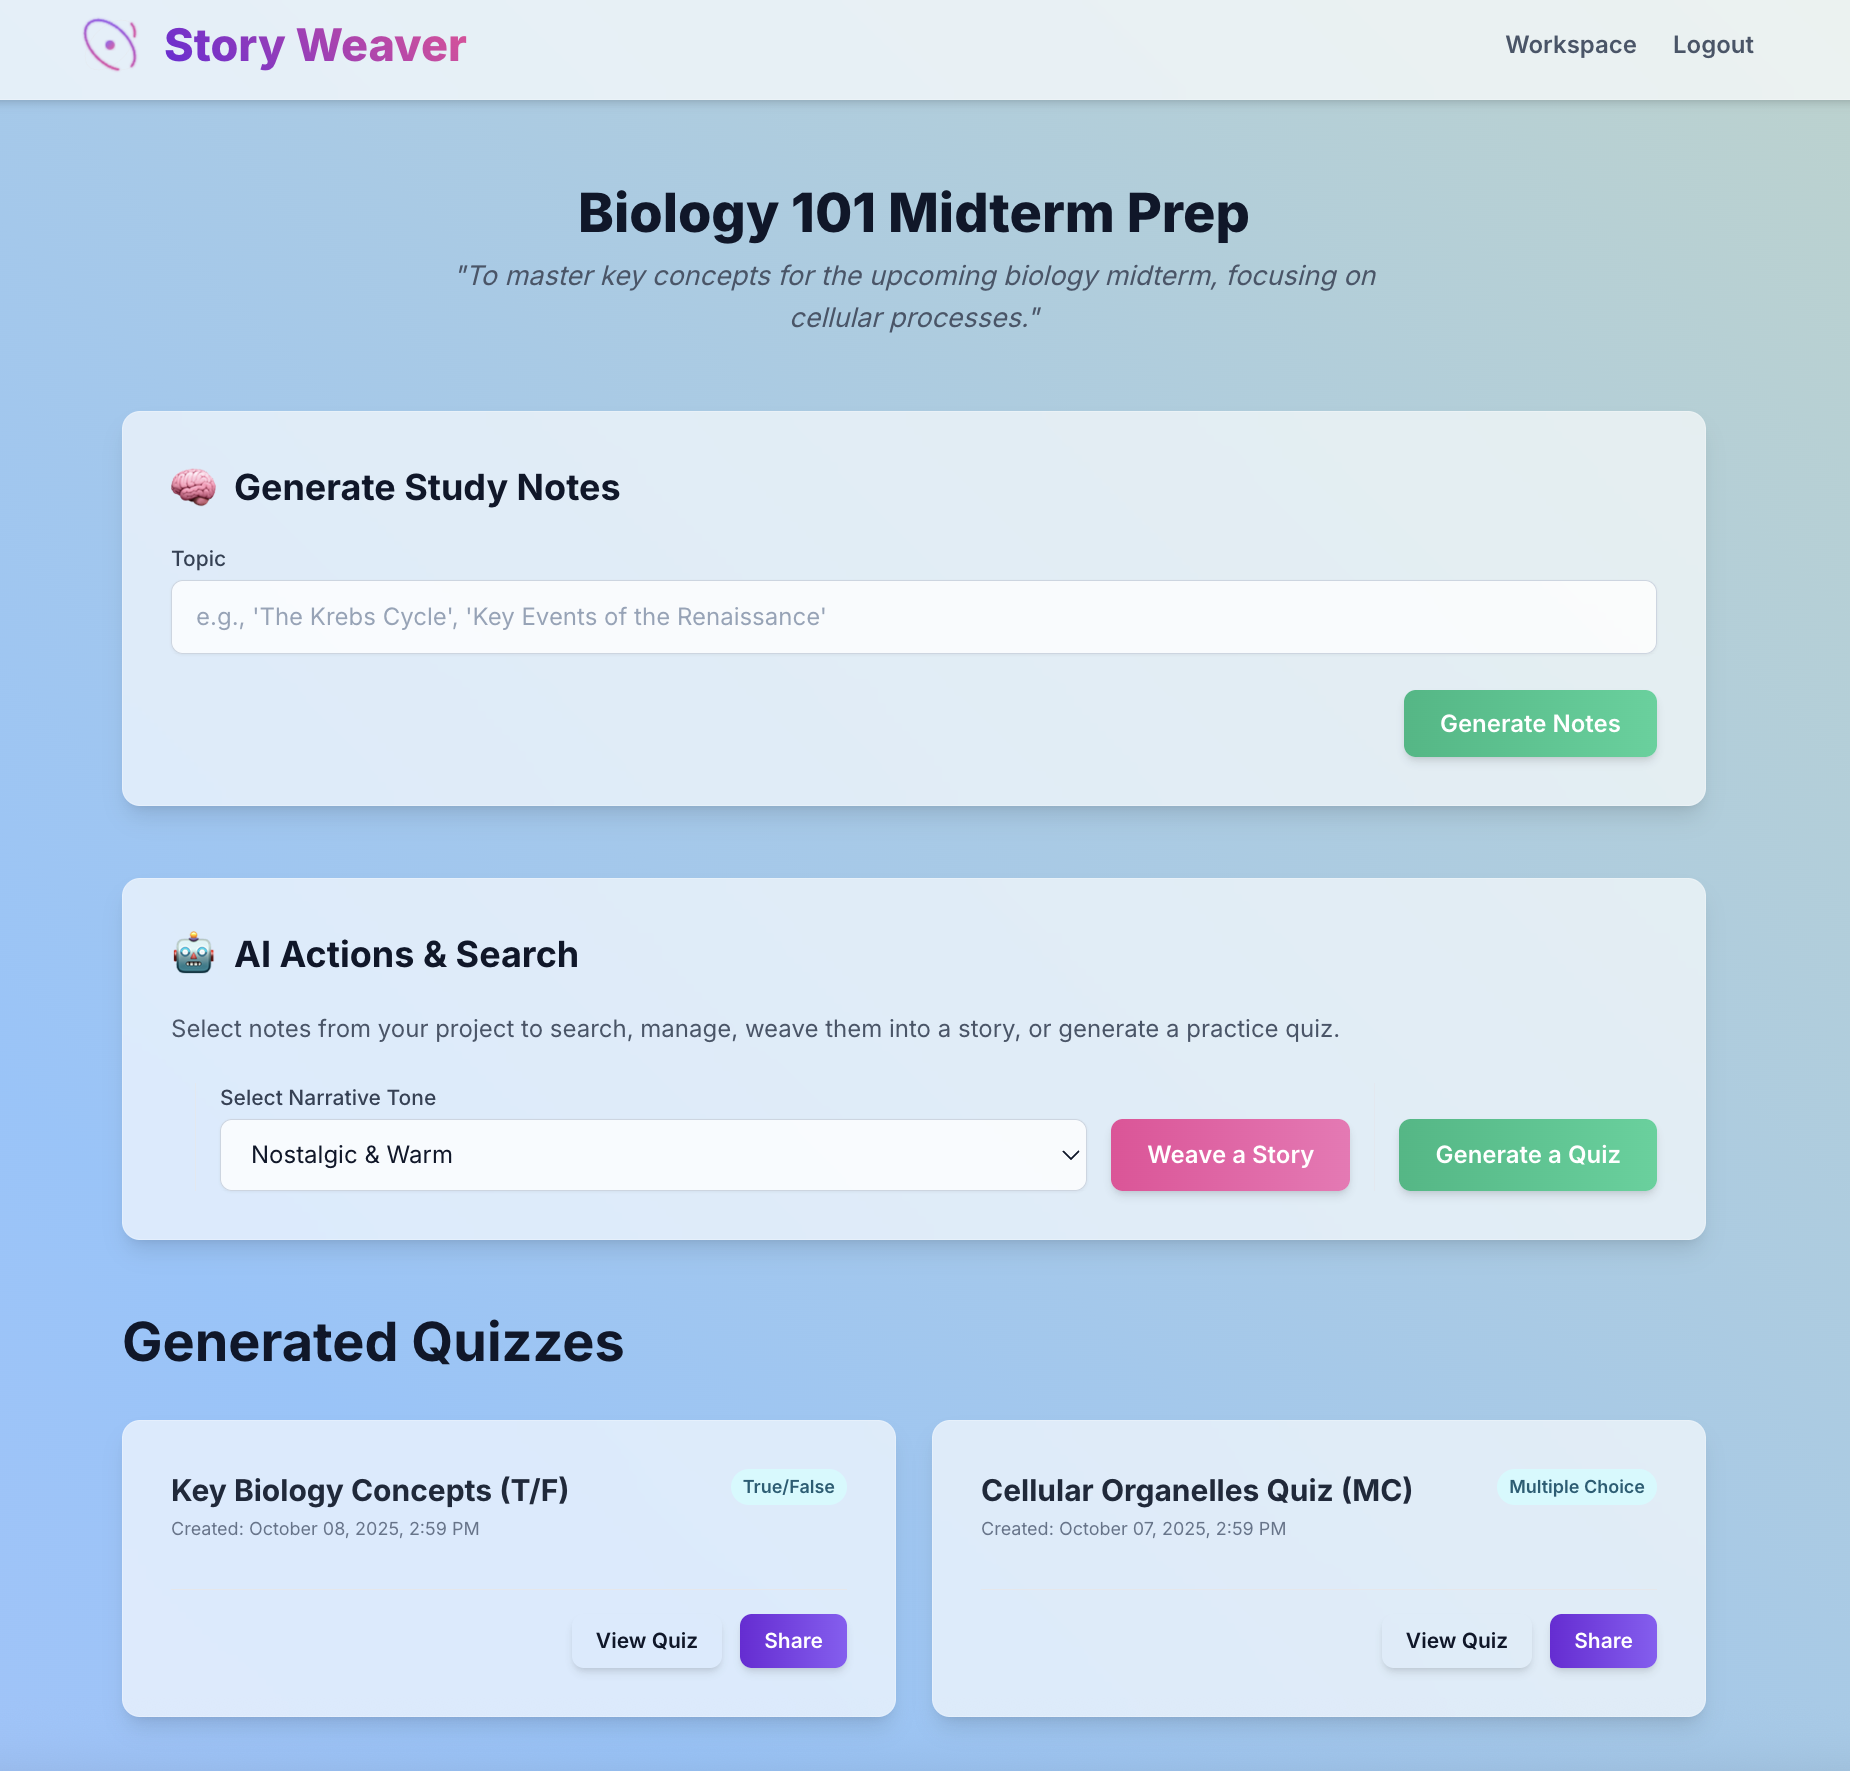 Story Weaver
Workspace
Logout
Biology 101 Midterm Prep
"To master key concepts for the upcoming biology midterm, focusing on
cellular processes."
Generate Study Notes
Topic
e.g., 'The Krebs Cycle', 'Key Events of the Renaissance'
Generate Notes
AI Actions & Search
Select notes from your project to search, manage, weave them into a story, or generate a practice quiz.
Select Narrative Tone
Nostalgic & Warm
Weave a Story
Generate a Quiz
Generated Quizzes
Key Biology Concepts (T/F)
True/False
Created: October 08, 2025, 2:59 PM
View Quiz
Share
Cellular Organelles Quiz (MC)
Multiple Choice
Created: October 07, 2025, 2:59 PM
View Quiz
Share